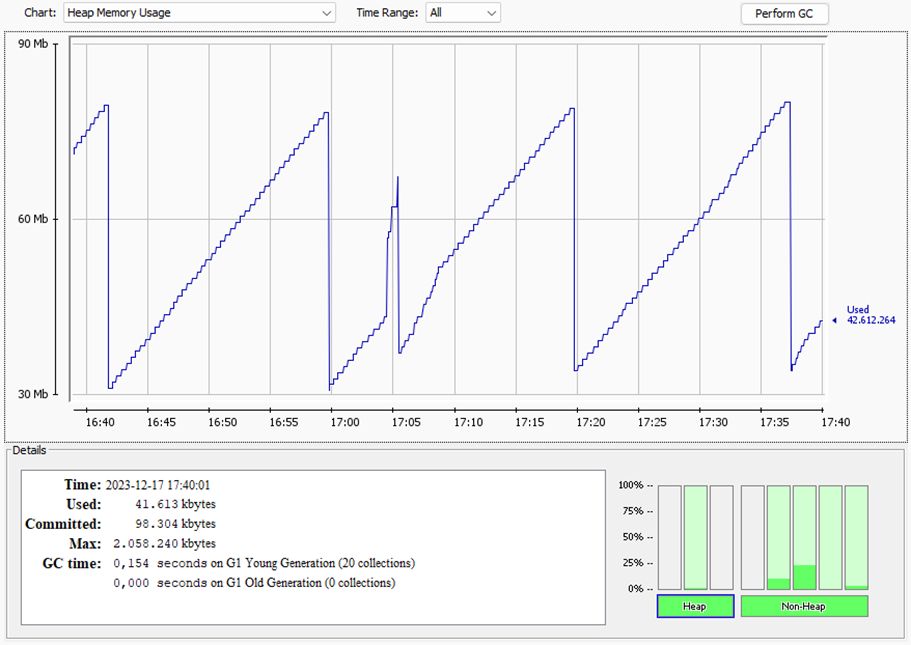 Chart: Heap Memory Usage Time Range: All Perform GC
90 Mb
60 Mb
30 Mb
Used
42.612.264
16:40 16:45 16:50 16:55 17:00 17:05 17:10 17:15 17:20 17:25 17:30 17:35 17:40
Details
Time: 2023-12-17 17:40:01
Used: 41.613 kbytes
Committed: 98.304 kbytes
Max: 2.058.240 kbytes
GC time: 0,154 seconds on G1 Young Generation (20 collections)
0,000 seconds on G1 Old Generation (0 collections)
100% --
75% --
50% --
25% --
0% --
Heap Non-Heap